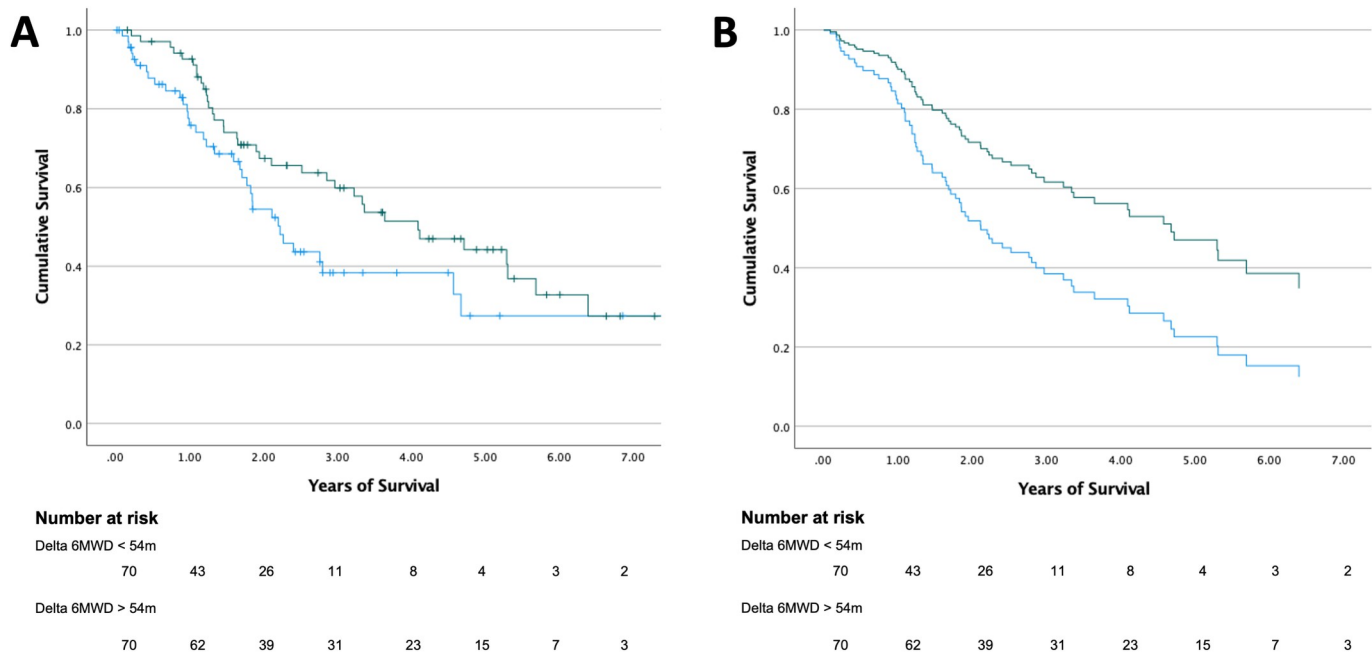 A
Cumulative Survival
1.0
0.8
0.6
0.4
0.2
0.0
.00 1.00 2.00 3.00 4.00 5.00 6.00 7.00
Years of Survival
Number at risk
Delta 6MWD < 54m
70 43 26 11 8 4 3 2
Delta 6MWD > 54m
70 62 39 31 23 15 7 3
B
Cumulative Survival
1.0
0.8
0.6
0.4
0.2
0.0
.00 1.00 2.00 3.00 4.00 5.00 6.00 7.00
Years of Survival
Number at risk
Delta 6MWD < 54m
70 43 26 11 8 4 3 2
Delta 6MWD > 54m
70 62 39 31 23 15 7 3